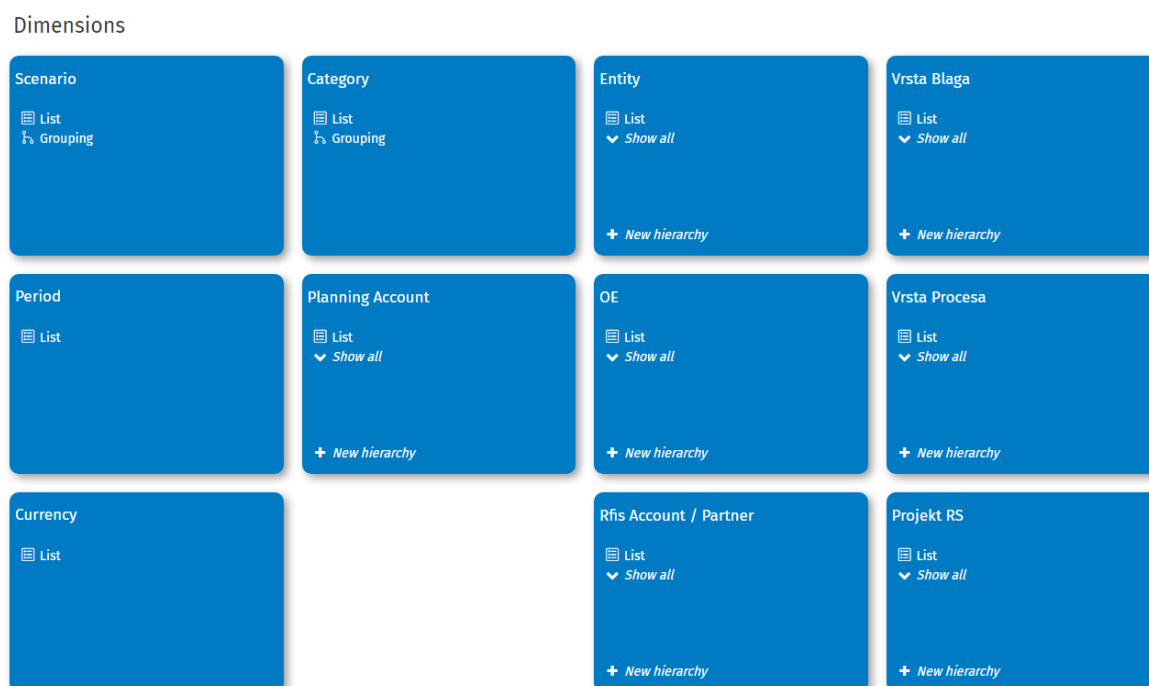 Dimensions
Scenario
List
Grouping
Category
List
Grouping
Entity
List
Show all
New hierarchy
Vrsta Blaga
List
Show all
New hierarchy
Period
List
Planning Account
List
Show all
New hierarchy
OE
List
Show all
New hierarchy
Vrsta Procesa
List
Show all
New hierarchy
Currency
List
Rfis Account / Partner
List
Show all
New hierarchy
Projekt RS
List
Show all
New hierarchy